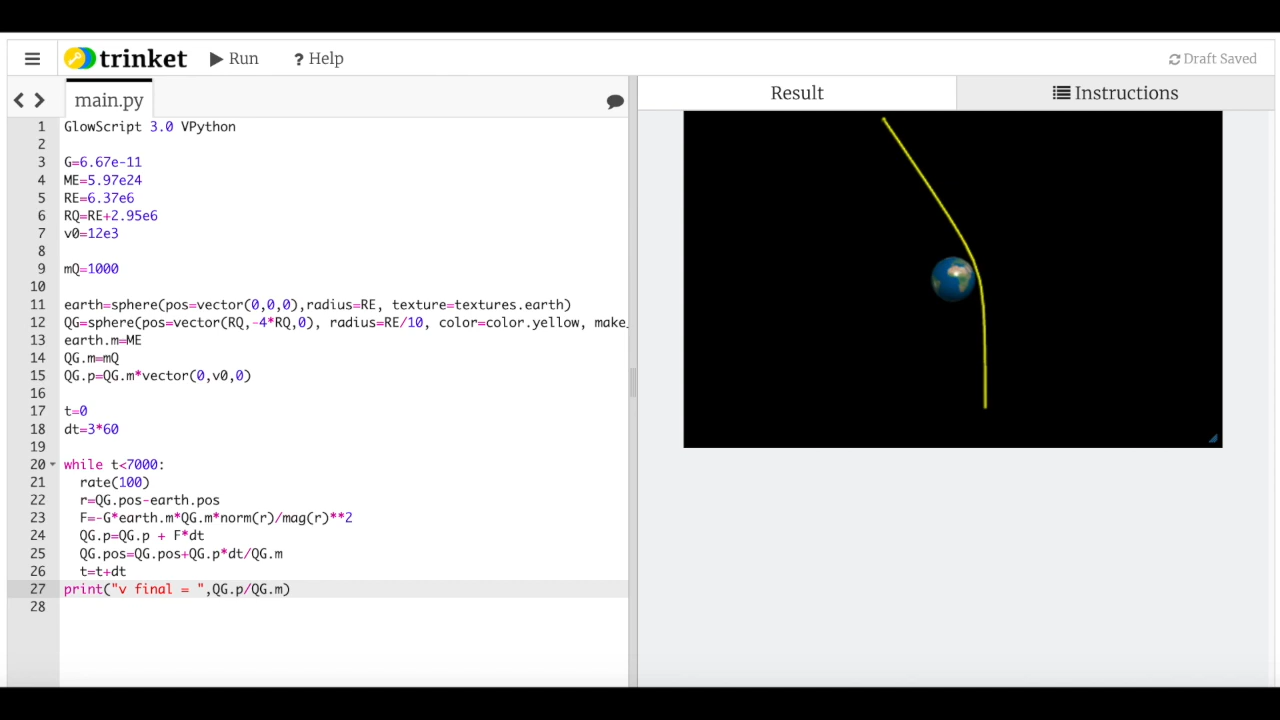 trinket
Run
? Help
Draft Saved
main.py
Result
Instructions
1 GlowScript 3.0 VPython
2
3 G=6.67e-11
4 ME=5.97e24
5 RE=6.37e6
6 RQ=RE+2.95e6
7 v0=12e3
8
9 mQ=1000
10
11 earth=sphere(pos=vector(0,0,0),radius=RE, texture=textures.earth)
12 QG=sphere(pos=vector(RQ,-4*RQ,0), radius=RE/10, color=color.yellow, make_
13 earth.m=ME
14 QG.m=mQ
15 QG.p=QG.m*vector(0,v0,0)
16
17 t=0
18 dt=3*60
19
20 while t<7000:
21 rate(100)
22 r=QG.pos-earth.pos
23 F=-G*earth.m*QG.m*norm(r)/mag(r)**2
24 QG.p=QG.p + F*dt
25 QG.pos=QG.pos+QG.p*dt/QG.m
26 t=t+dt
27 print("v final = ",QG.p/QG.m)
28